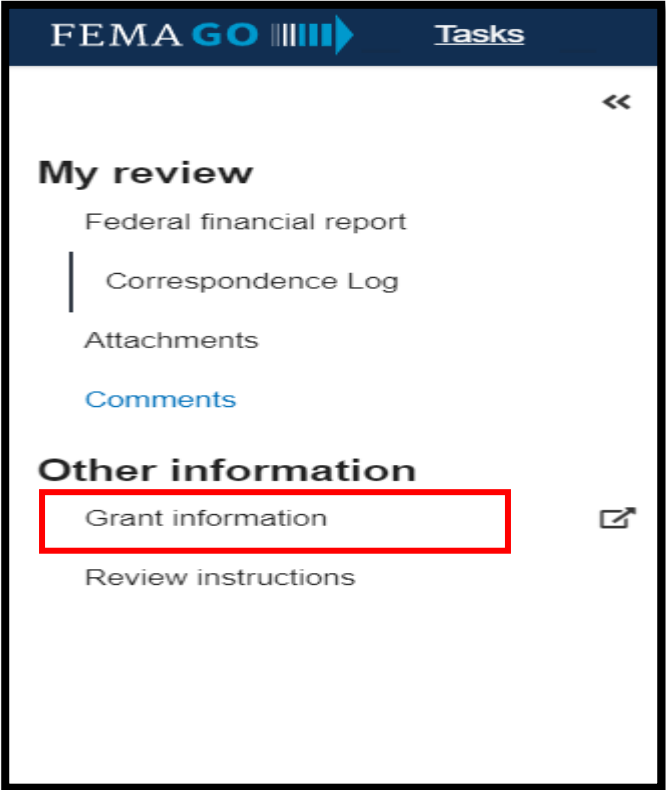 FEMA GO Tasks
My review
Federal financial report
Correspondence Log
Attachments
Comments
Other information
Grant information
Review instructions